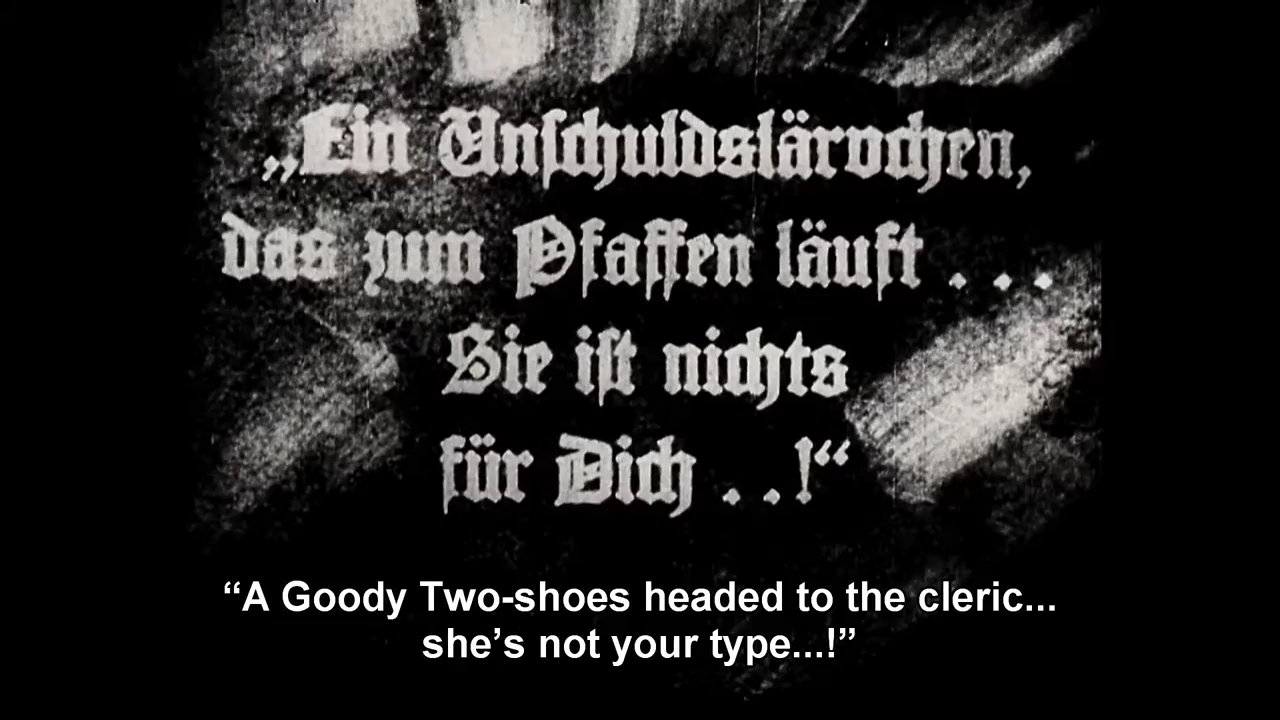 „Ein Unschuldslärvchen,
das zum Pfaffen läuft . . .
Sie ist nichts
für Dich . . !“
“A Goody Two-shoes headed to the cleric...
she’s not your type...!”